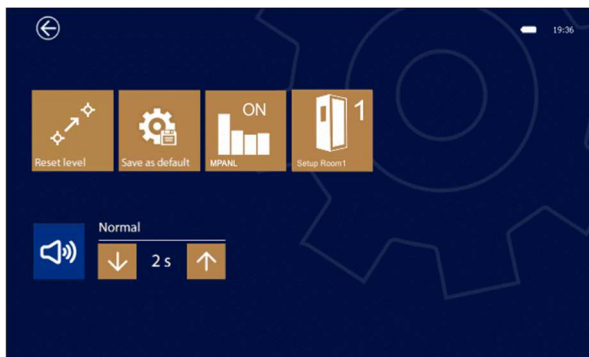 19:36
ON
1
Reset level
Save as default
MPANL
Setup Room1
Normal
2 s